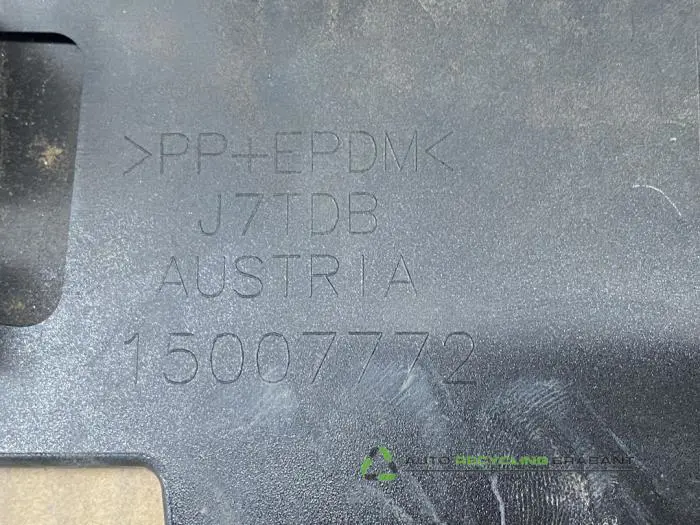 >PP+EPDM<
J7TDB
AUSTRIA
15007772
AUTO RECYCLING BRABANT